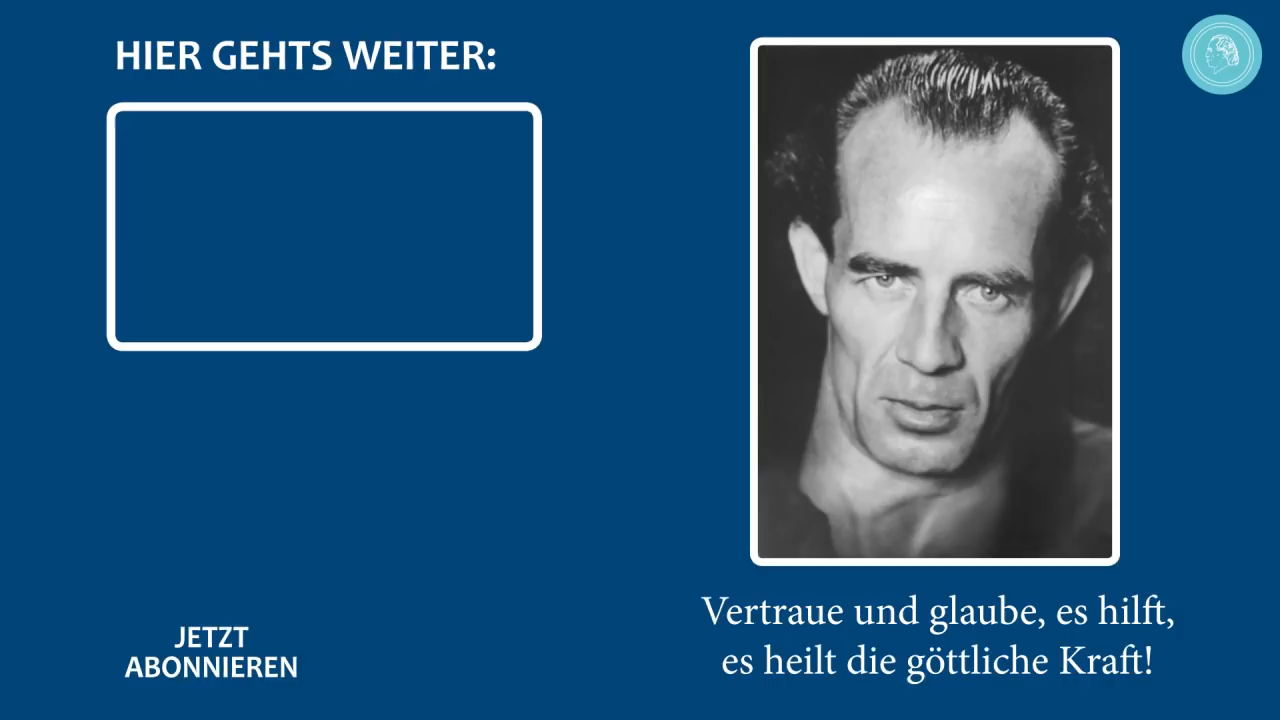 HIER GEHTS WEITER:
JETZT
ABONNIEREN
Vertraue und glaube, es hilft,
es heilt die göttliche Kraft!